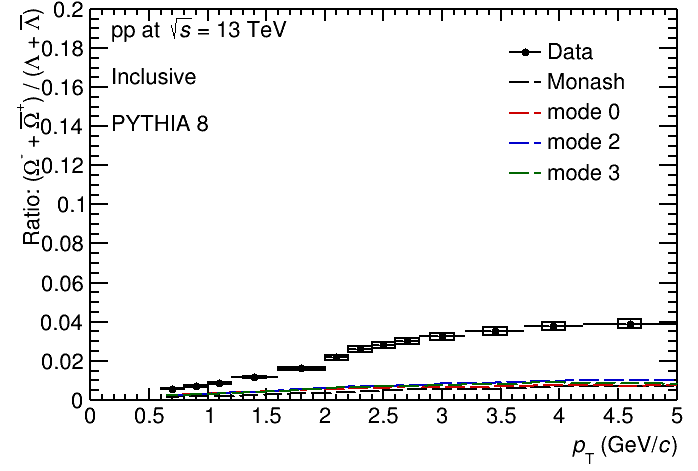 pp at √s = 13 TeV
Inclusive
PYTHIA 8
Data
Monash
mode 0
mode 2
mode 3
Ratio: (Ω⁻ + Ω̅⁺) / (Λ + Λ̅)
0.2
0.18
0.16
0.14
0.12
0.1
0.08
0.06
0.04
0.02
0
0 0.5 1 1.5 2 2.5 3 3.5 4 4.5 5
p_T (GeV/c)